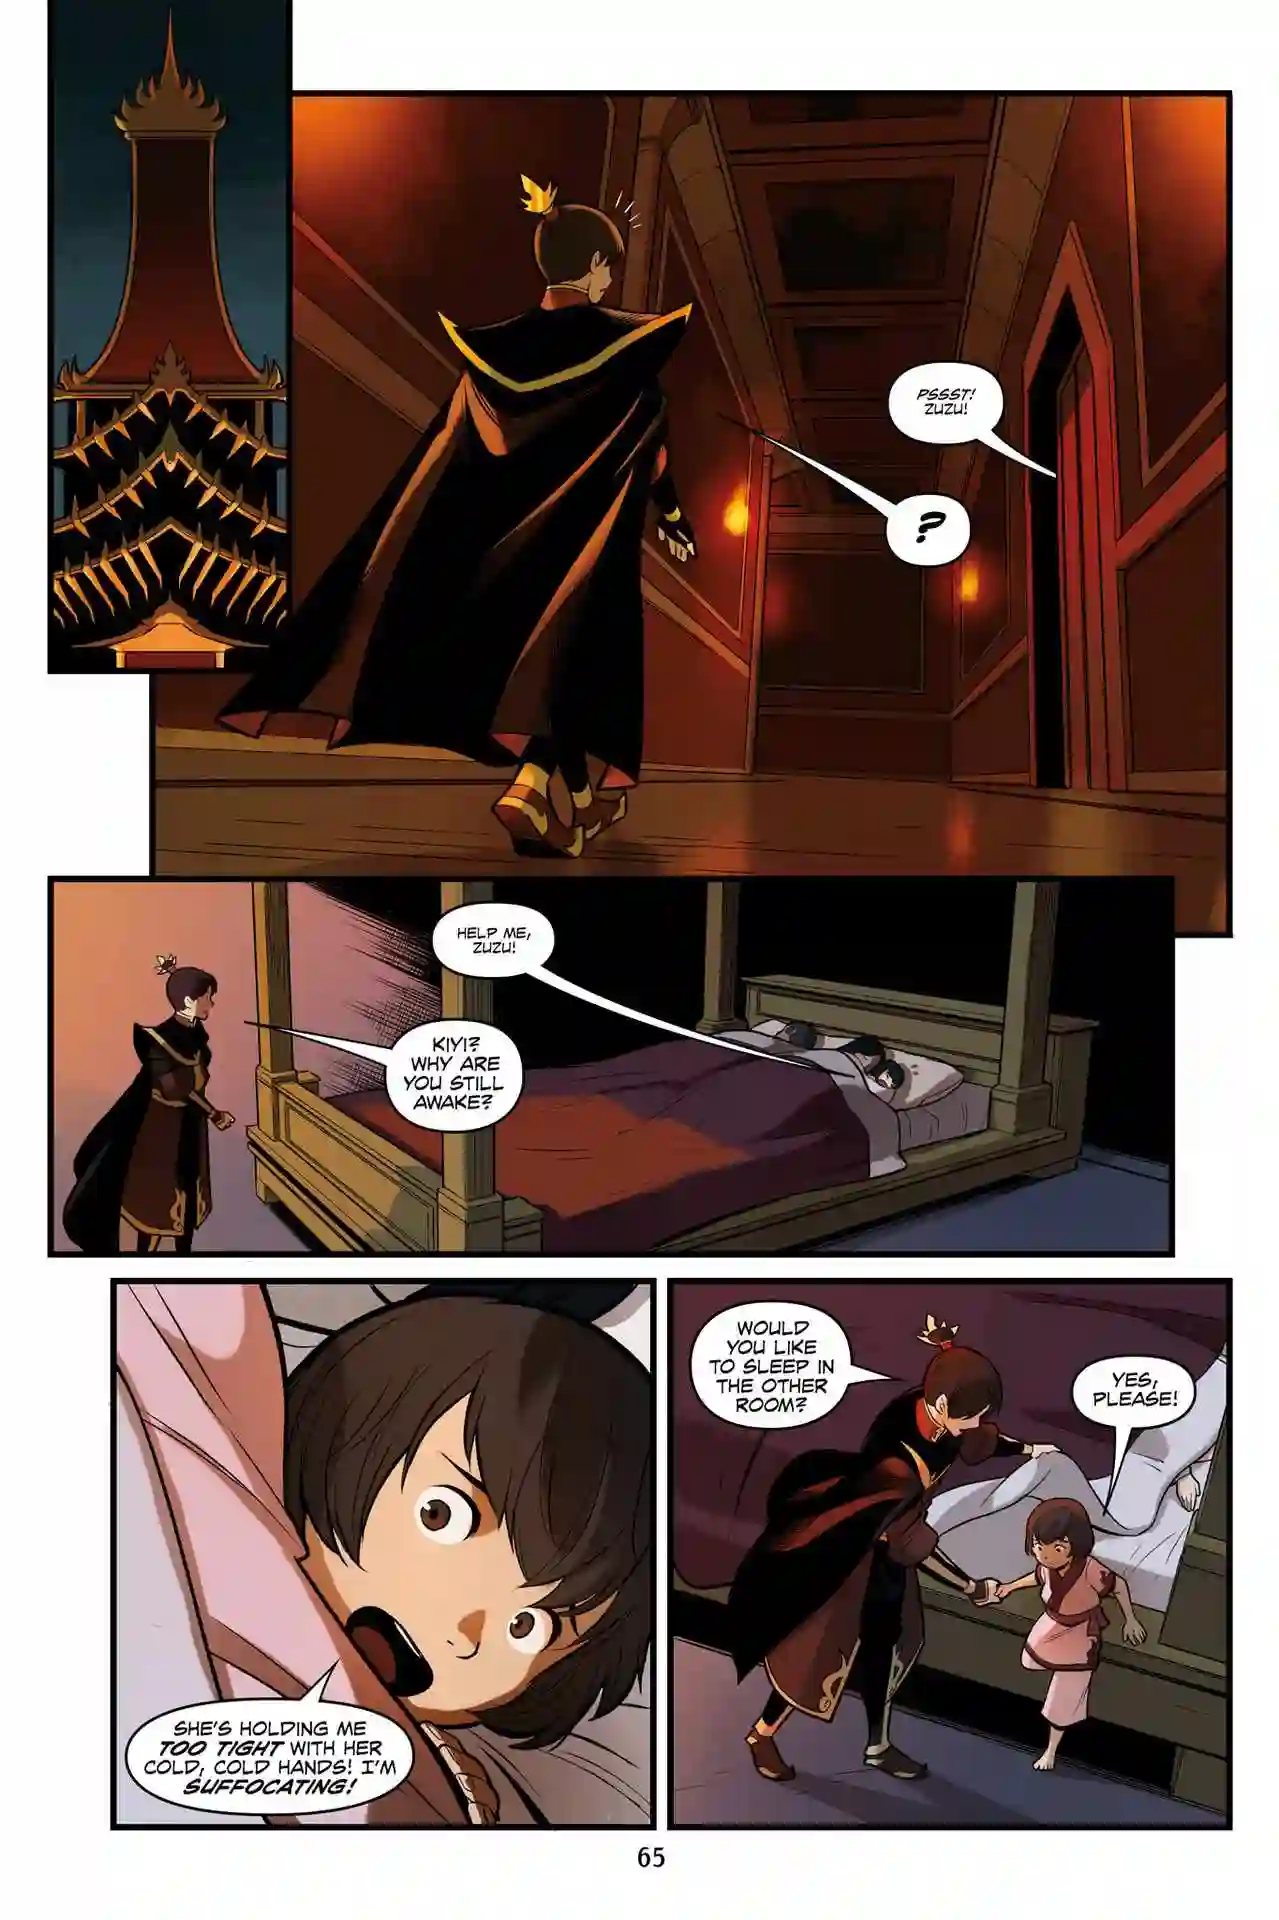 PSSST!
ZUZU!
?
HELP ME,
ZUZU!
KIYI?
WHY ARE
YOU STILL
AWAKE?
SHE'S HOLDING ME
TOO TIGHT WITH HER
COLD, COLD HANDS! I'M
SUFFOCATING!
WOULD
YOU LIKE
TO SLEEP IN
THE OTHER
ROOM?
YES,
PLEASE!
65